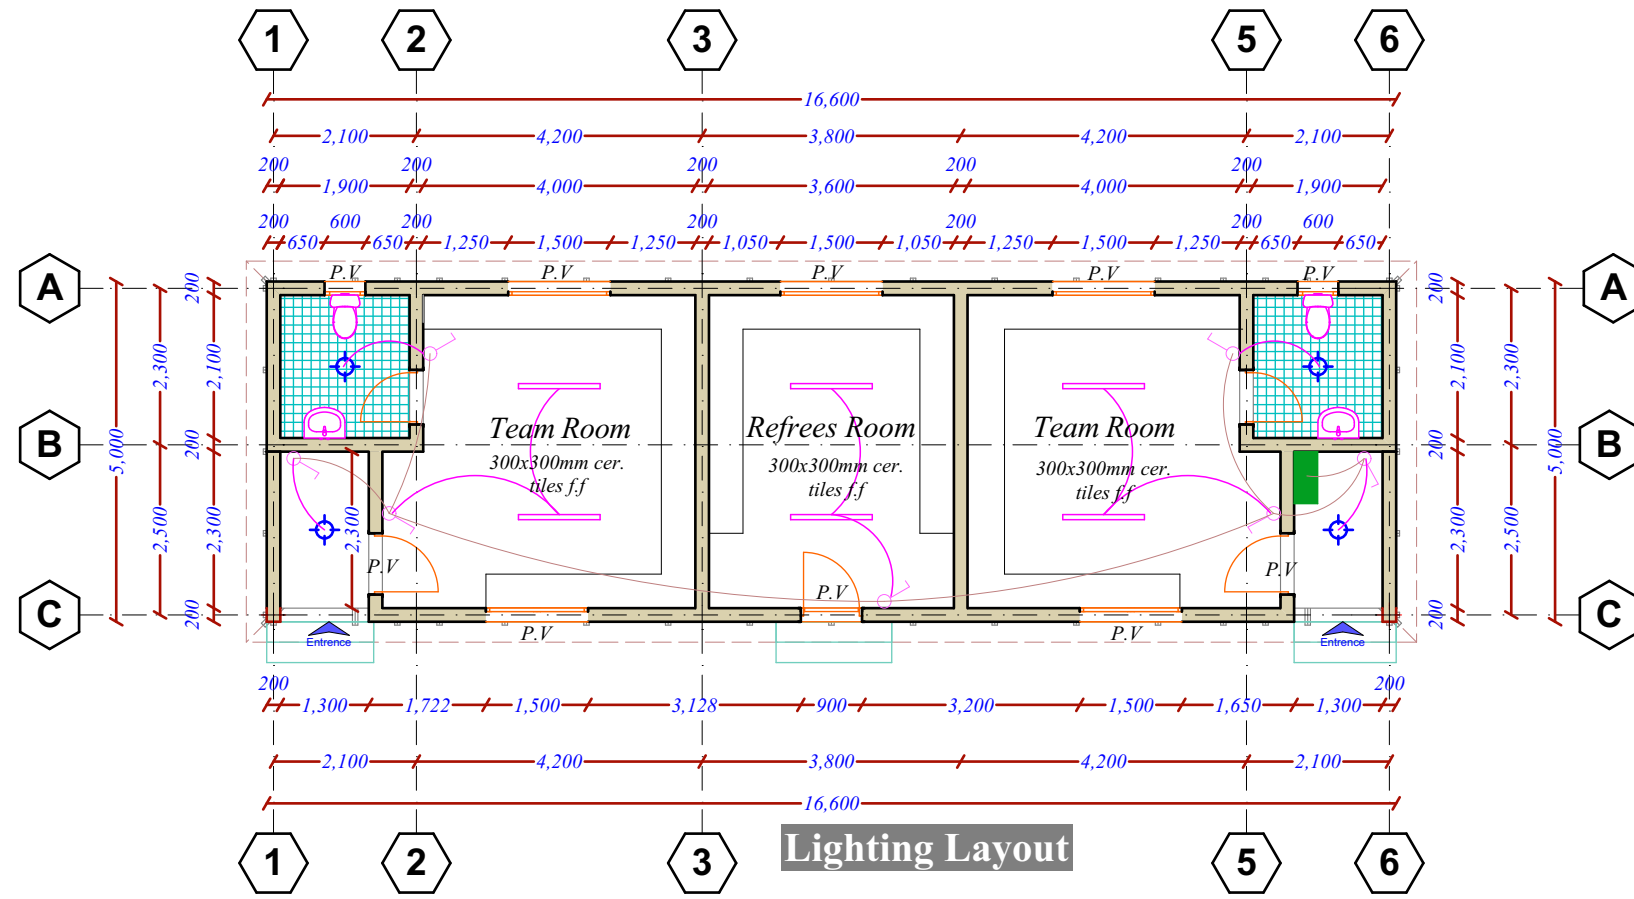 1 2 3 5 6
16,600
2,100 4,200 3,800 4,200 2,100
200 200 200 200 200
1,900 4,000 3,600 4,000 1,900
200 600 200 200 200 200 600
650 650 1,250 1,500 1,250 1,050 1,500 1,050 1,250 1,500 1,250 650 650
P.V P.V P.V P.V P.V
A 200 200 A
2,300 2,100 2,100 2,300
Team Room Refrees Room Team Room
300x300mm cer. 300x300mm cer. 300x300mm cer.
tiles f.f tiles f.f tiles f.f
B 5,000 200 200 5,000 B
2,500 2,300 2,300 2,300 2,500
P.V P.V P.V
C 200 200 C
P.V P.V
Entrence Entrence
200 200
1,300 1,722 1,500 3,128 900 3,200 1,500 1,650 1,300
2,100 4,200 3,800 4,200 2,100
16,600
1 2 3 5 6
Lighting Layout